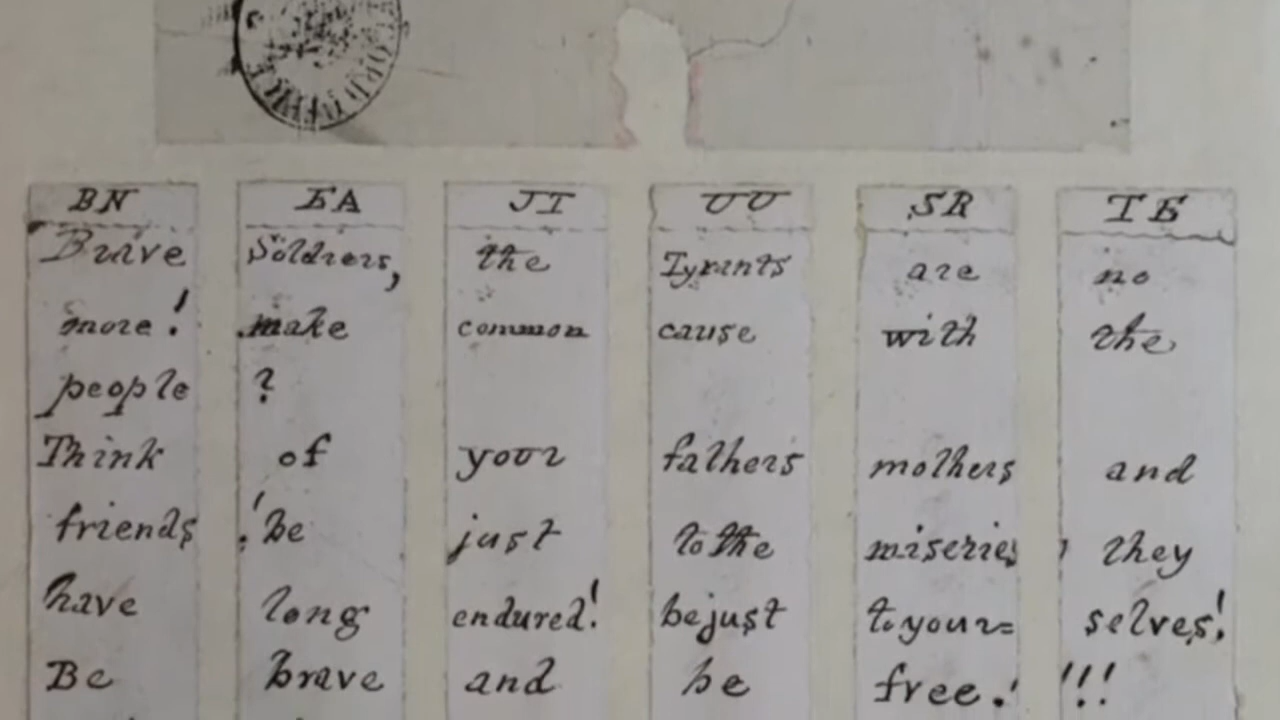 BN EA JT UU SR TE
Brave Soldiers, the Tyrants are no
more! make common cause with the
people ?
Think of your fathers mothers and
friends ! be just to the miseries they
have long endured! be just to your= selves!
Be brave and be free.! !!!